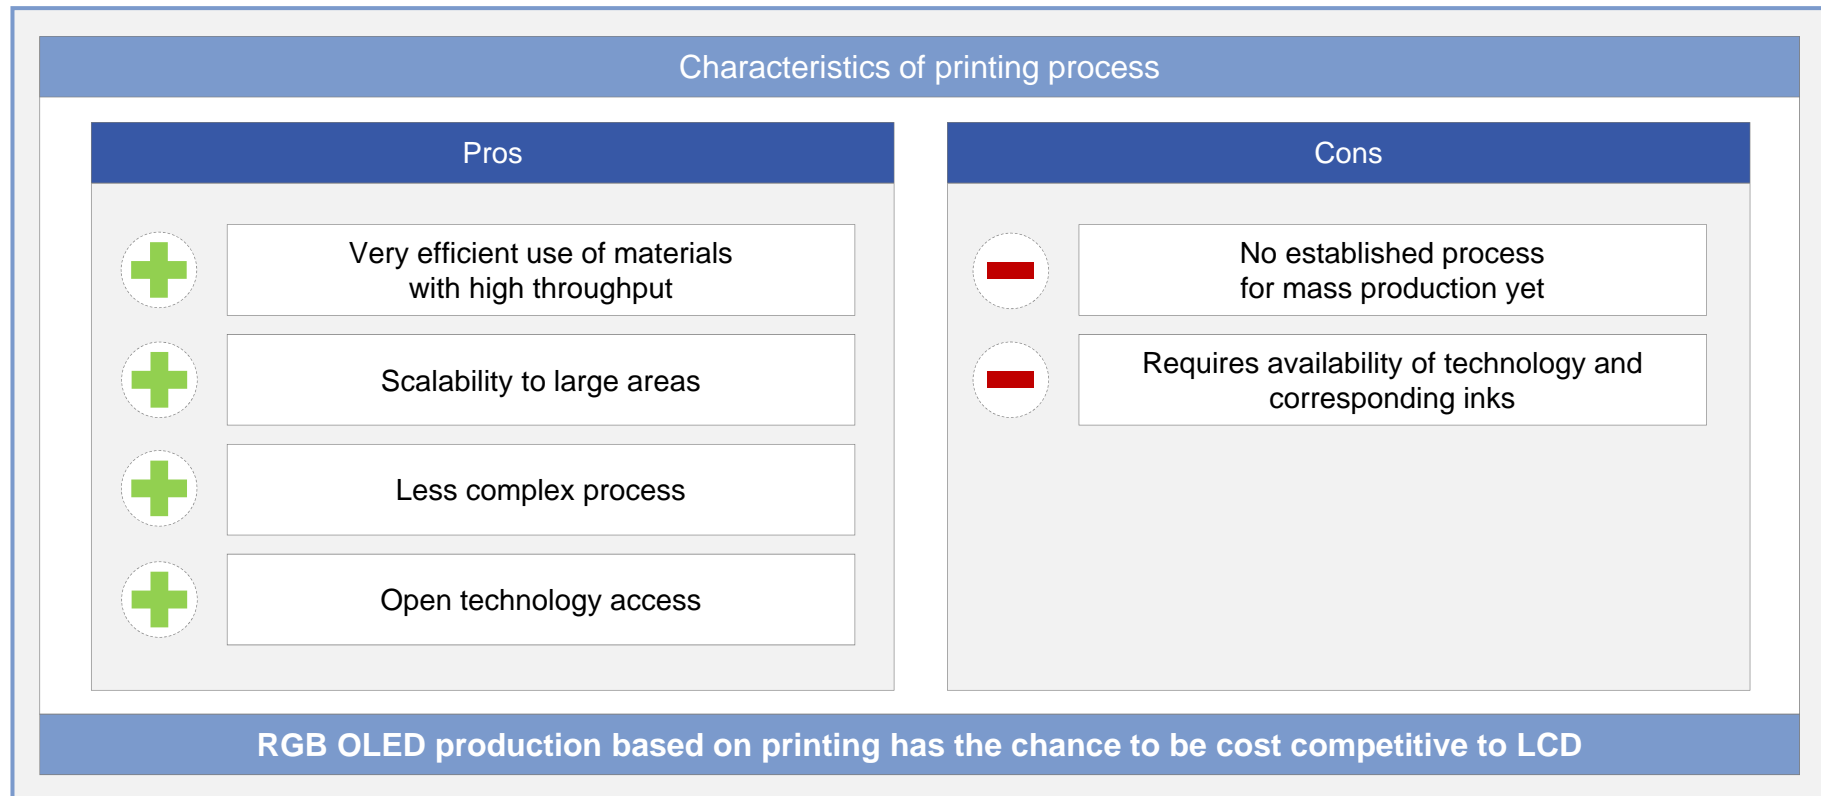 Characteristics of printing process
Pros
Very efficient use of materials
with high throughput
Scalability to large areas
Less complex process
Open technology access
Cons
No established process
for mass production yet
Requires availability of technology and
corresponding inks
RGB OLED production based on printing has the chance to be cost competitive to LCD